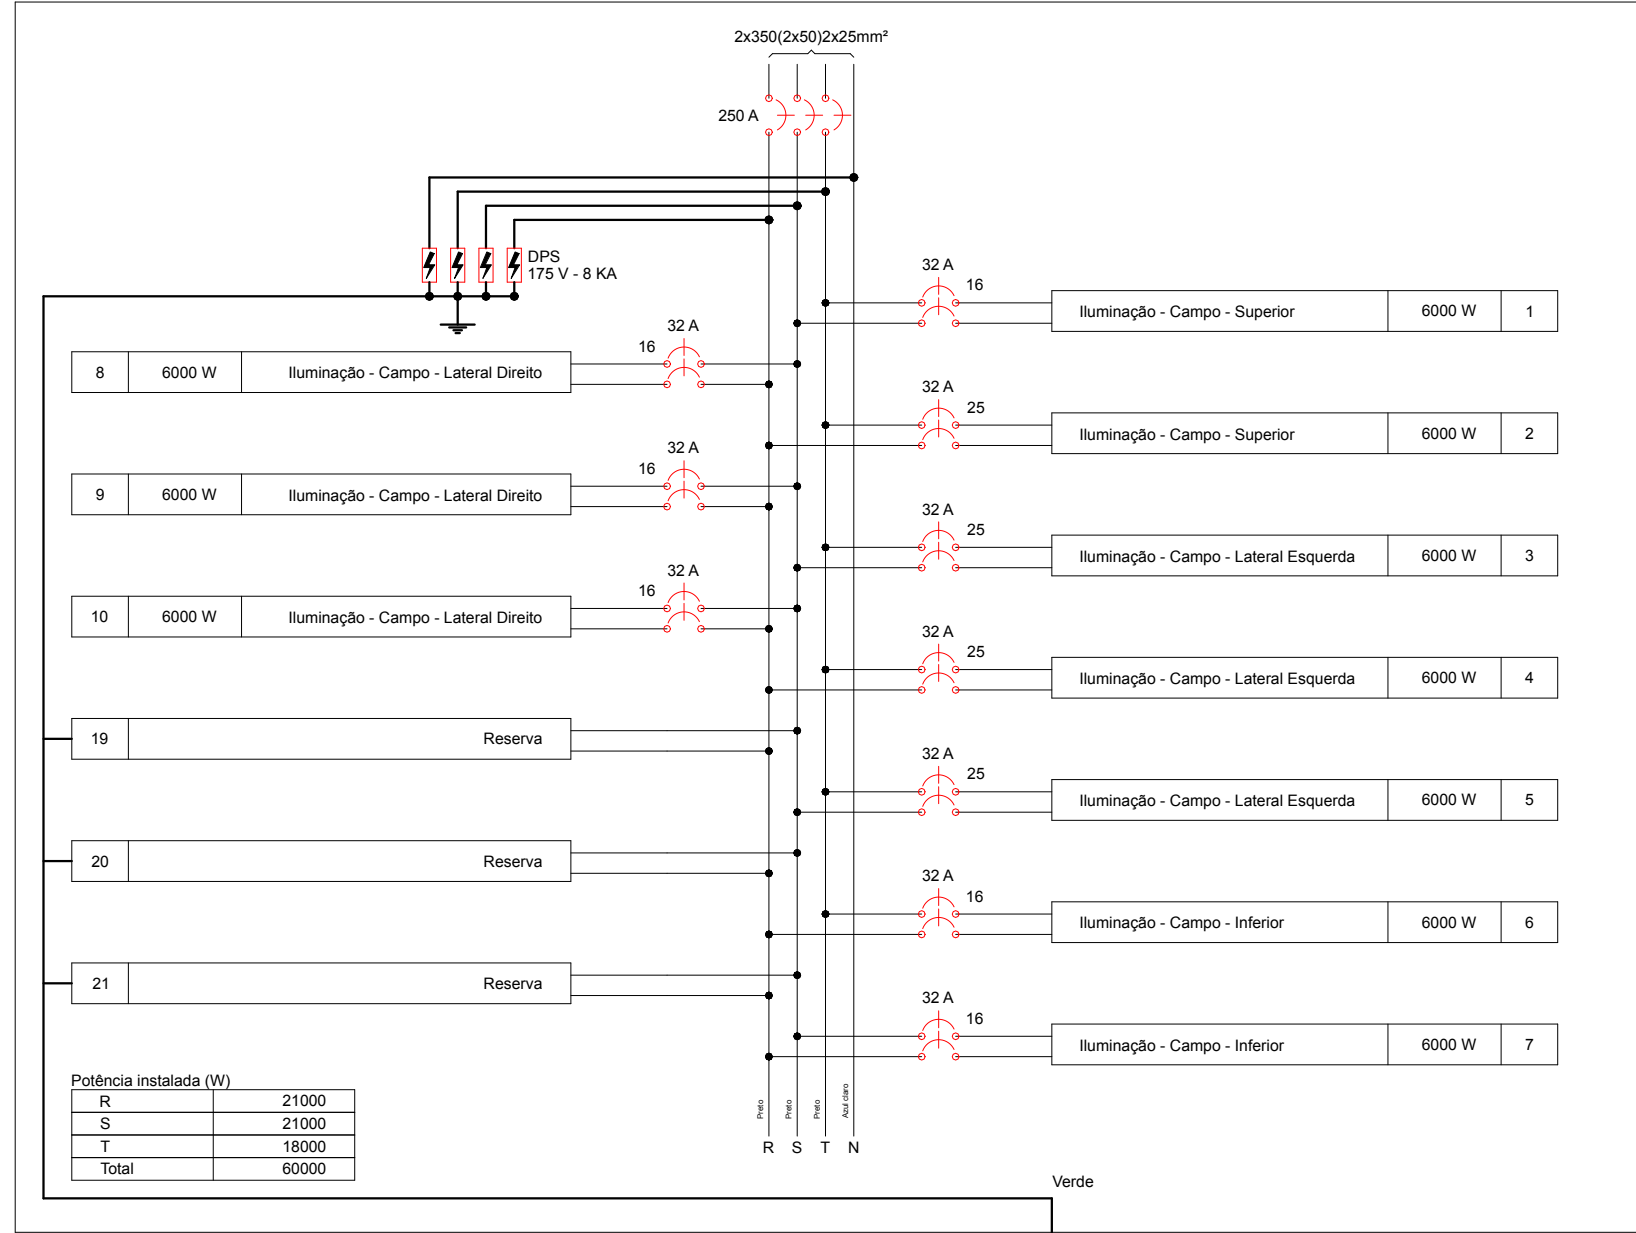 2x350(2x50)2x25mm²
250 A
DPS
175 V - 8 KA
32 A
16
Iluminação - Campo - Superior 6000 W 1
32 A
16
8 6000 W Iluminação - Campo - Lateral Direito
32 A
25
Iluminação - Campo - Superior 6000 W 2
32 A
16
9 6000 W Iluminação - Campo - Lateral Direito
32 A
25
Iluminação - Campo - Lateral Esquerda 6000 W 3
32 A
16
10 6000 W Iluminação - Campo - Lateral Direito
32 A
25
Iluminação - Campo - Lateral Esquerda 6000 W 4
19 Reserva
32 A
25
Iluminação - Campo - Lateral Esquerda 6000 W 5
20 Reserva
32 A
16
Iluminação - Campo - Inferior 6000 W 6
21 Reserva
32 A
16
Iluminação - Campo - Inferior 6000 W 7
Potência instalada (W)
R 21000
S 21000
T 18000
Total 60000
Preto
Preto
Preto
Azul claro
R S T N
Verde